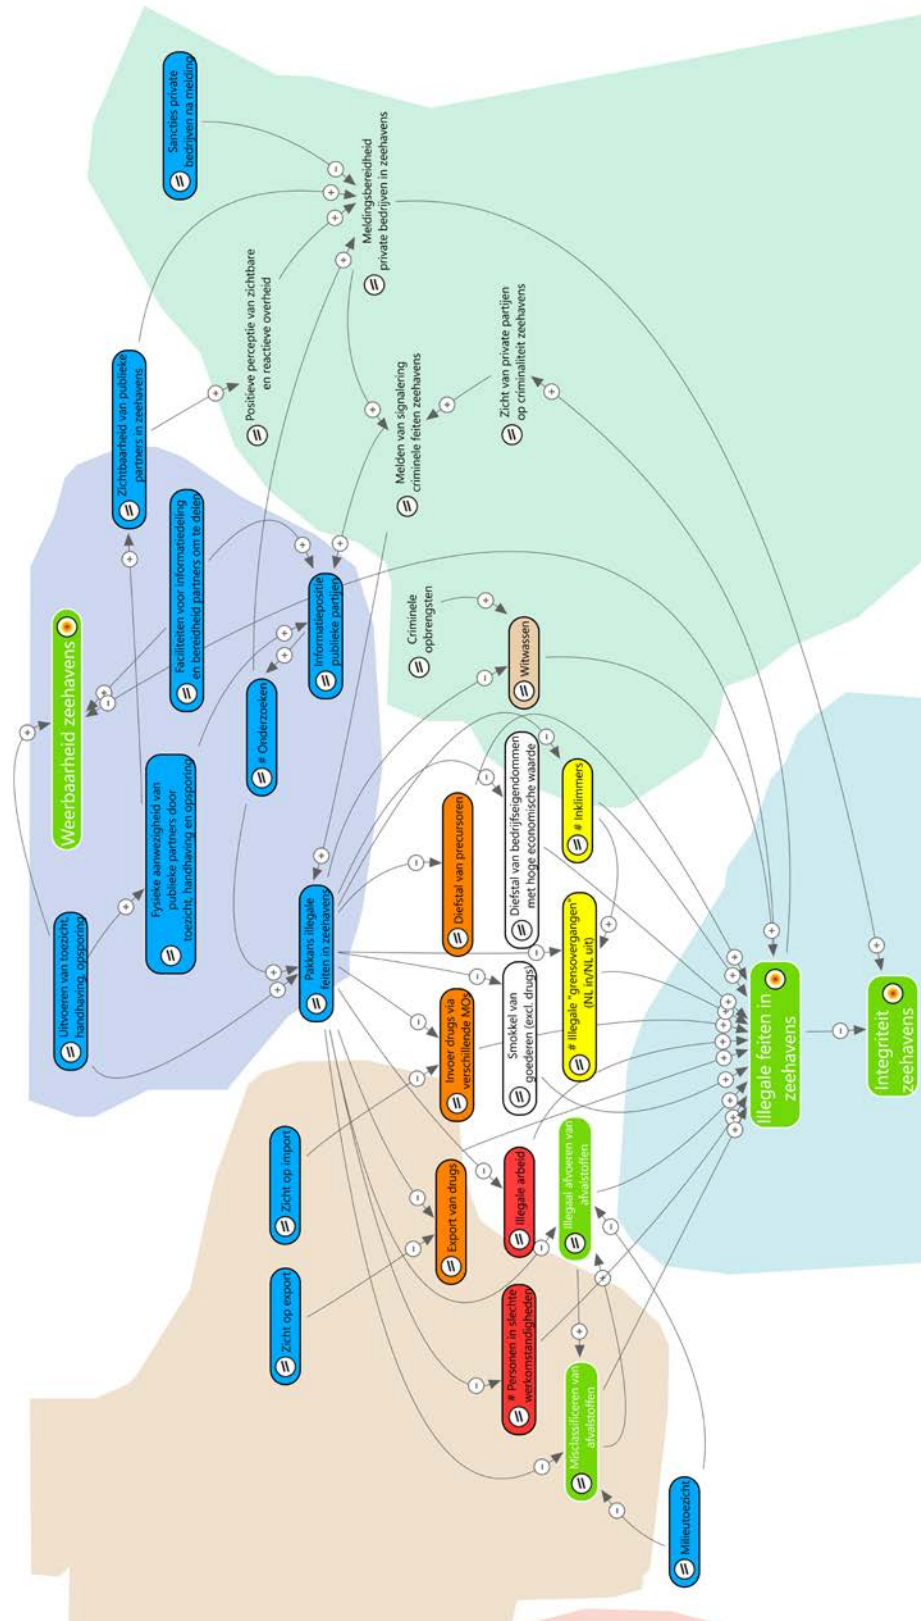 Weerbaarheid zeehavens
Uitvoeren van toezicht,
handhaving, opsporing
Fysieke aanwezigheid van
publieke partners door
toezicht, handhaving en opsporing
Faciliteiten voor informatiedeling
en bereidheid partners om te delen
Zichtbaarheid van publieke
partners in zeehavens
Sancties private
bedrijven na melding
Zicht op export
Zicht op import
# Onderzoeken
Positieve perceptie van zichtbare
en reactieve overheid
Pakkans illegale
feiten in zeehavens
Informatiepositie
publieke partijen
Meldingsbereidheid
private bedrijven in zeehavens
Melden van signalering
criminele feiten zeehavens
Criminele
opbrengsten
Export van drugs
Invoer drugs via
verschillende MOs
Diefstal van precursoren
# Personen in slechte
werkomstandigheden
Illegale arbeid
Smokkel van
goederen (excl. drugs)
Diefstal van bedrijfseigendommen
met hoge economische waarde
Witwassen
Zicht van private partijen
op criminaliteit zeehavens
Misclassificeren van
afvalstoffen
Illegaal afvoeren van
afvalstoffen
# Illegale "grensovergangen"
(NL in/NL uit)
# Inklimmers
Milieutoezicht
Illegale feiten in
zeehavens
Integriteit
zeehavens